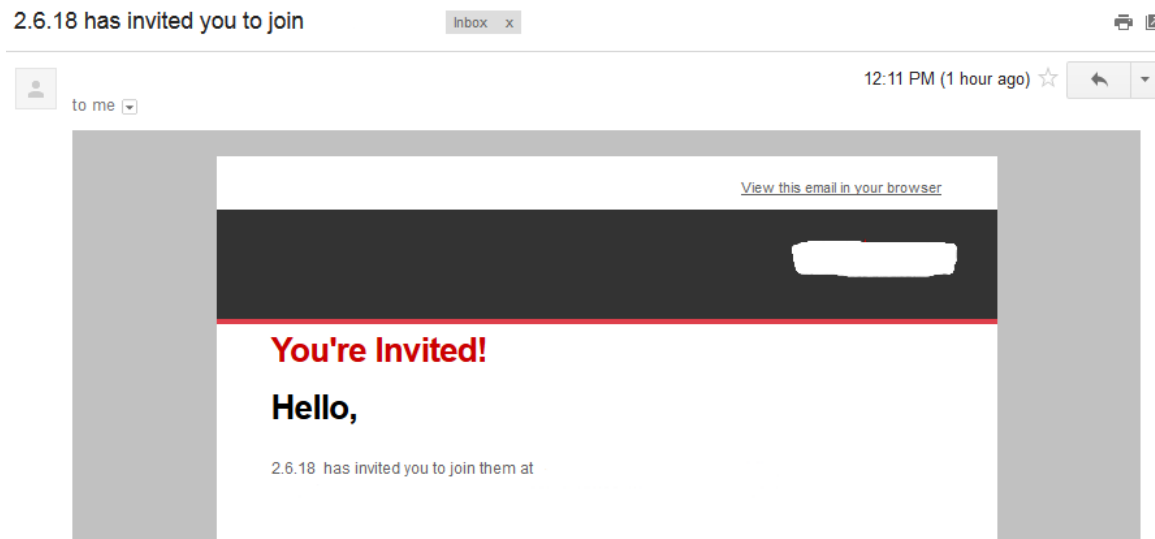 2.6.18 has invited you to join
Inbox x
12:11 PM (1 hour ago)
to me
View this email in your browser
You're Invited!
Hello,
2.6.18 has invited you to join them at